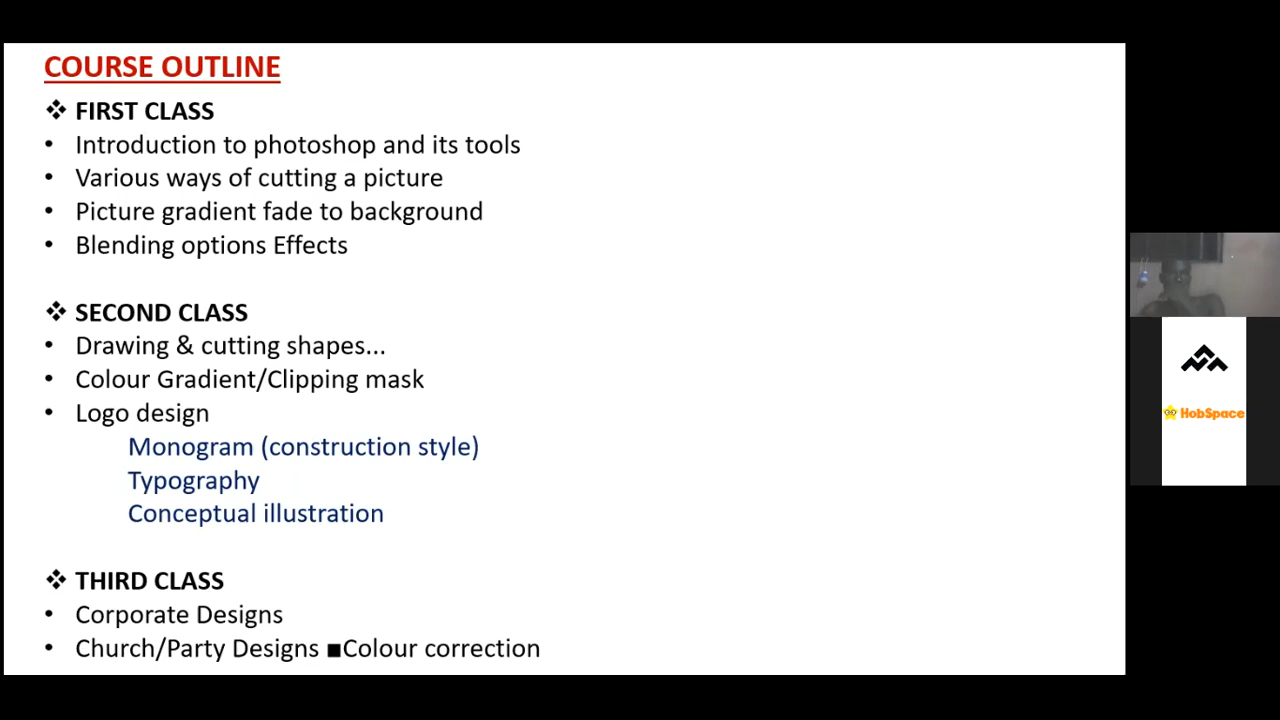 COURSE OUTLINE
❖ FIRST CLASS
• Introduction to photoshop and its tools
• Various ways of cutting a picture
• Picture gradient fade to background
• Blending options Effects
❖ SECOND CLASS
• Drawing & cutting shapes...
• Colour Gradient/Clipping mask
• Logo design
Monogram (construction style)
Typography
Conceptual illustration
❖ THIRD CLASS
• Corporate Designs
• Church/Party Designs ■Colour correction
HobSpace